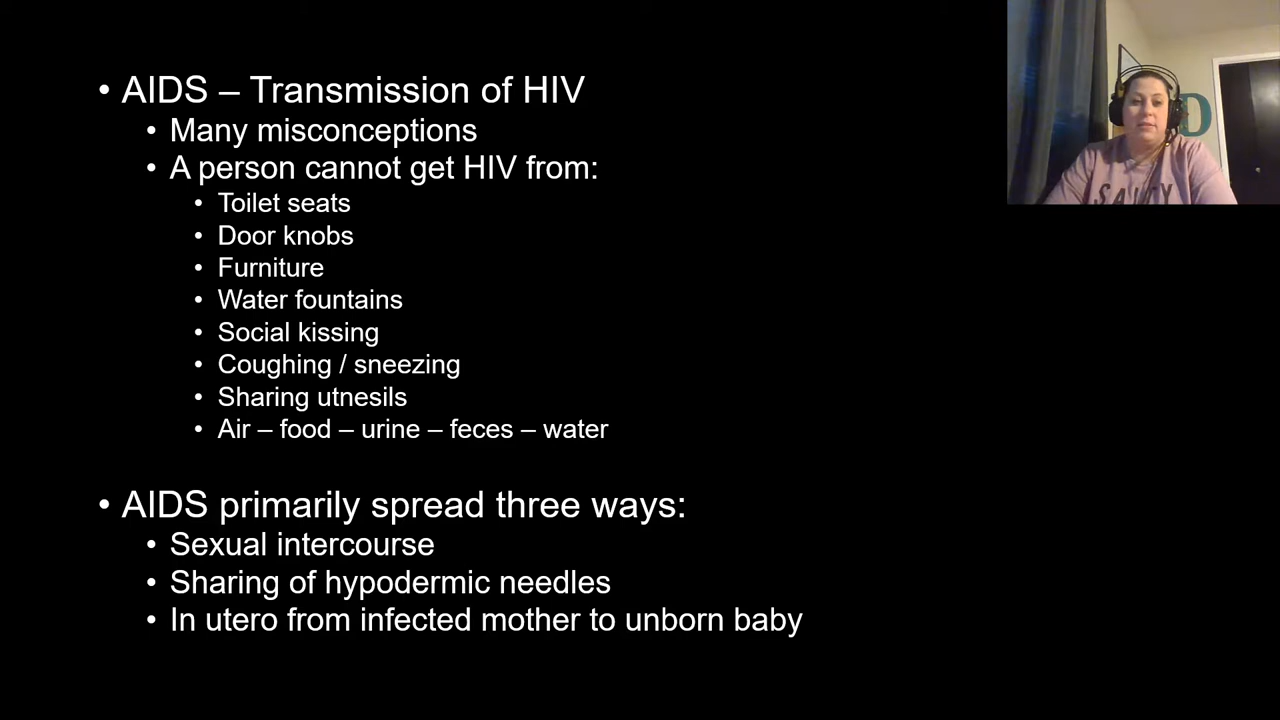 • AIDS – Transmission of HIV
• Many misconceptions
• A person cannot get HIV from:
• Toilet seats
• Door knobs
• Furniture
• Water fountains
• Social kissing
• Coughing / sneezing
• Sharing utnesils
• Air – food – urine – feces – water
• AIDS primarily spread three ways:
• Sexual intercourse
• Sharing of hypodermic needles
• In utero from infected mother to unborn baby
D